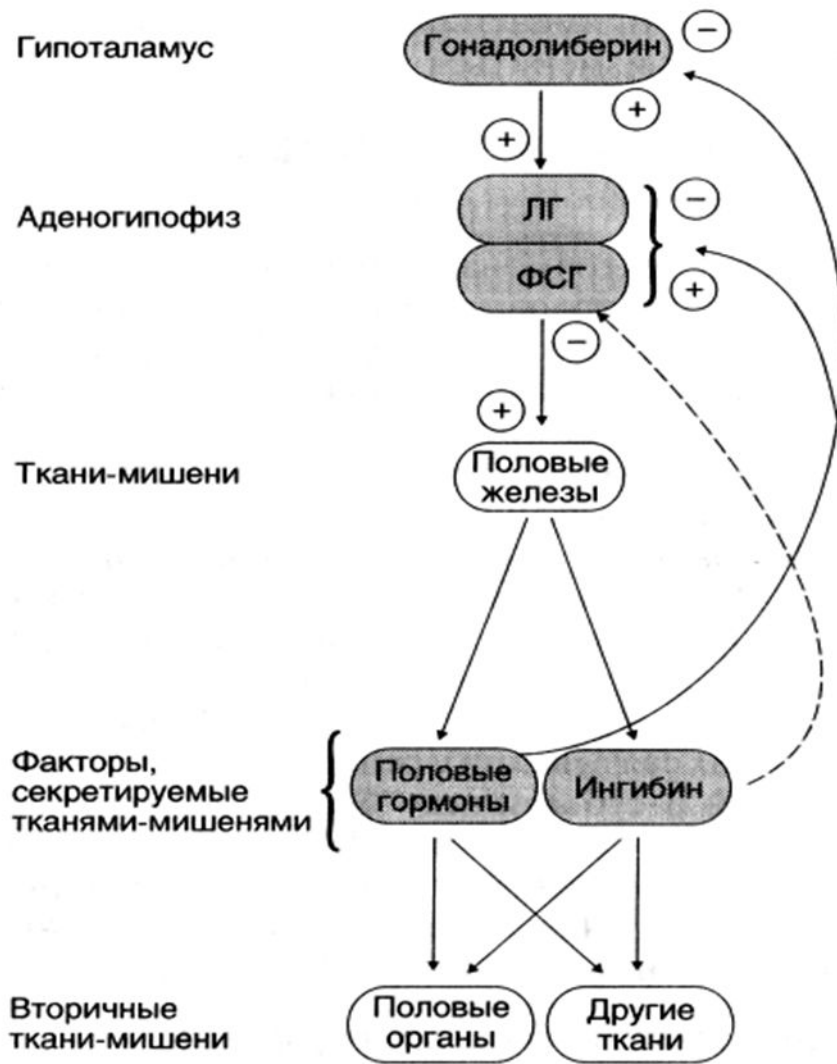 Гипоталамус
Гонадолиберин
−
+
+
Аденогипофиз
ЛГ
ФСГ
−
+
−
+
Ткани-мишени
Половые
железы
Факторы,
секретируемые
тканями-мишенями
Половые
гормоны
Ингибин
Вторичные
ткани-мишени
Половые
органы
Другие
ткани